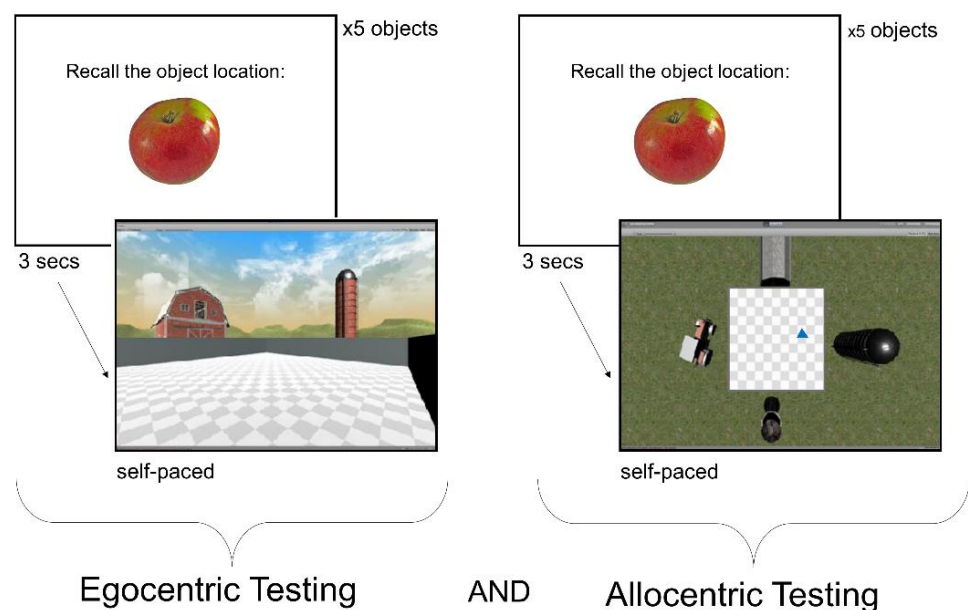 x5 objects
Recall the object location:
3 secs
self-paced
x5 objects
Recall the object location:
3 secs
self-paced
Egocentric Testing AND Allocentric Testing